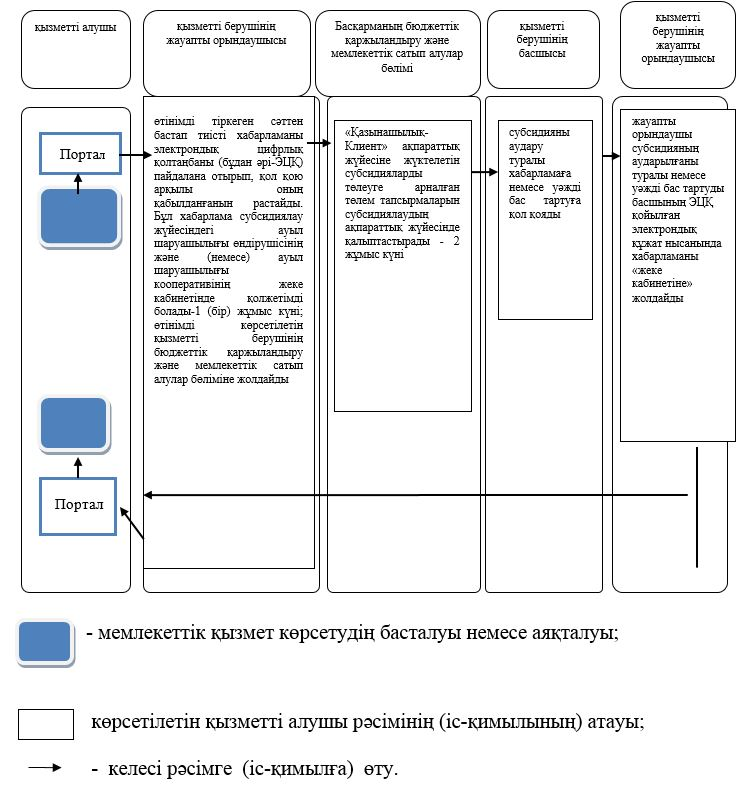 қызметті алушы
қызметті берушінің
жауапты орындаушысы
Басқарманың бюджеттік
қаржыландыру және
мемлекеттік сатып алулар
бөлімі
қызметті
берушінің
басшысы
қызметті
берушінің
жауапты
орындаушысы
Портал
өтінімді тіркеген сәттен
бастап тиісті хабарламаны
электрондық цифрлық
қолтаңбаны (бұдан әрі-ЭЦҚ)
пайдалана отырып, қол қою
арқылы оның
қабылданғанын растайды.
Бұл хабарлама субсидиялау
жүйесіндегі ауыл
шаруашылығы өндірушісінің
және (немесе) ауыл
шаруашылығы
кооперативінің жеке
кабинетінде қолжетімді
болады-1 (бір) жұмыс күні;
өтінімді көрсетілетін
қызметті берушінің
бюджеттік қаржыландыру
және мемлекеттік сатып
алулар бөліміне жолдайды
«Қазынашылық-
Клиент» ақпараттық
жүйесіне жүктелетін
субсидияларды
төлеуге арналған
төлем тапсырмаларын
субсидиялаудың
ақпараттық жүйесінде
қалыптастырады - 2
жұмыс күні
субсидияны
аудару
туралы
хабарламаға
немесе уәжді
бас тартуға
қол қояды
жауапты
орындаушы
субсидияның
аударылғаны
туралы немесе
уәжді бас тартуды
басшының ЭЦҚ
қойылған
электрондық
құжат нысанында
хабарламаны
«жеке
кабинетіне»
жолдайды
Портал
- мемлекеттік қызмет көрсетудің басталуы немесе аяқталуы;
көрсетілетін қызметті алушы рәсімінің (іс-қимылының) атауы;
- келесі рәсімге (іс-қимылға) өту.